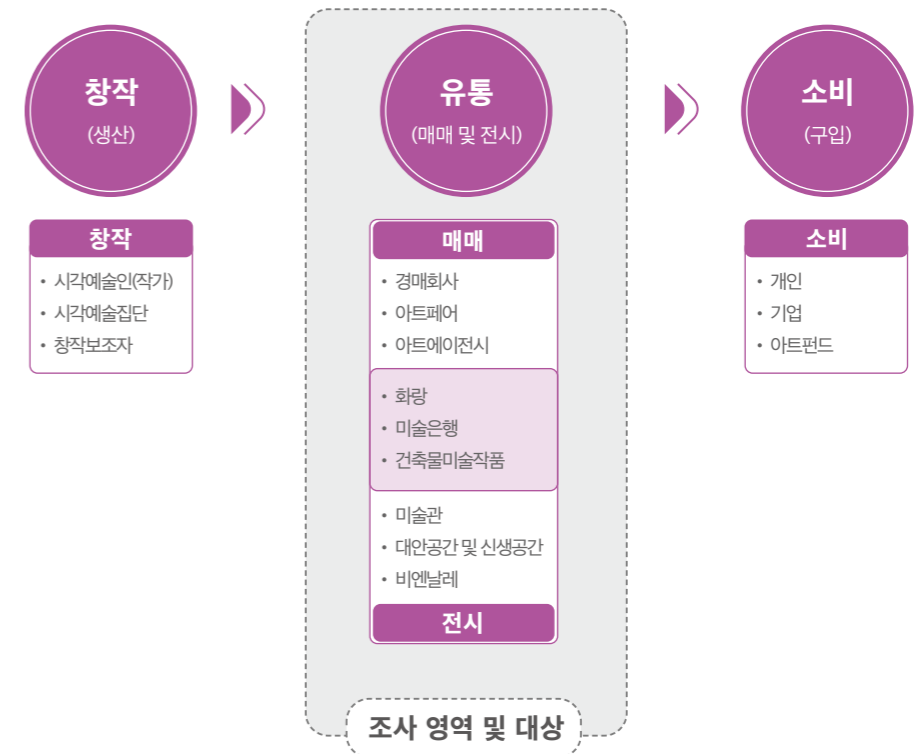 창작
(생산)
유통
(매매 및 전시)
소비
(구입)
창작
• 시각예술인(작가)
• 시각예술집단
• 창작보조자
매매
• 경매회사
• 아트페어
• 아트에이전시
• 화랑
• 미술은행
• 건축물미술작품
• 미술관
• 대안공간 및 신생공간
• 비엔날레
전시
소비
• 개인
• 기업
• 아트펀드
조사 영역 및 대상